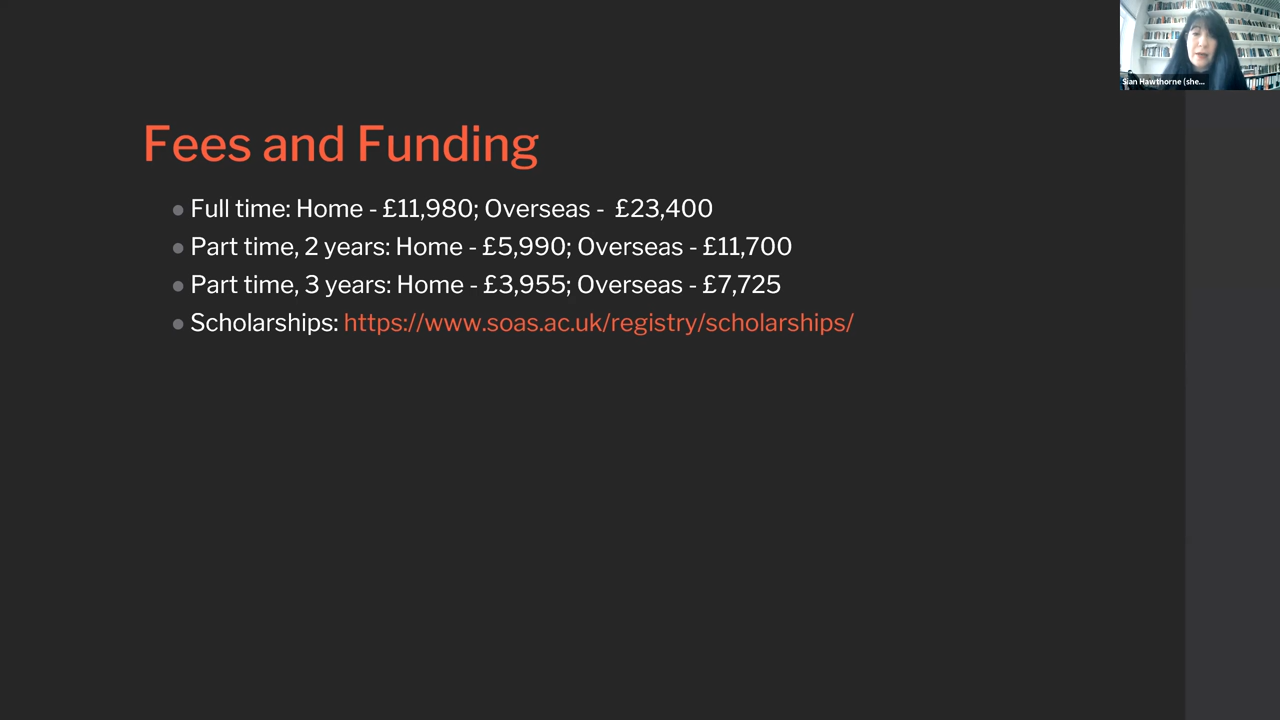 Sian Hawthorne (she...
Fees and Funding
Full time: Home - £11,980; Overseas -  £23,400
Part time, 2 years: Home - £5,990; Overseas - £11,700
Part time, 3 years: Home - £3,955; Overseas - £7,725
Scholarships: https://www.soas.ac.uk/registry/scholarships/